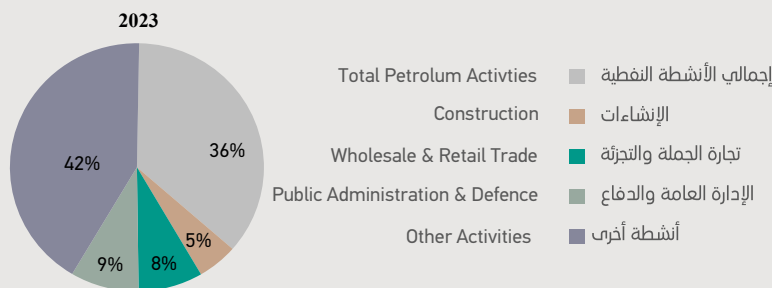 2023
36%
5%
8%
9%
42%
Total Petrolum Activties إجمالي الأنشطة النفطية
Construction الإنشاءات
Wholesale & Retail Trade تجارة الجملة والتجزئة
Public Administration & Defence الإدارة العامة والدفاع
Other Activities أنشطة أخرى